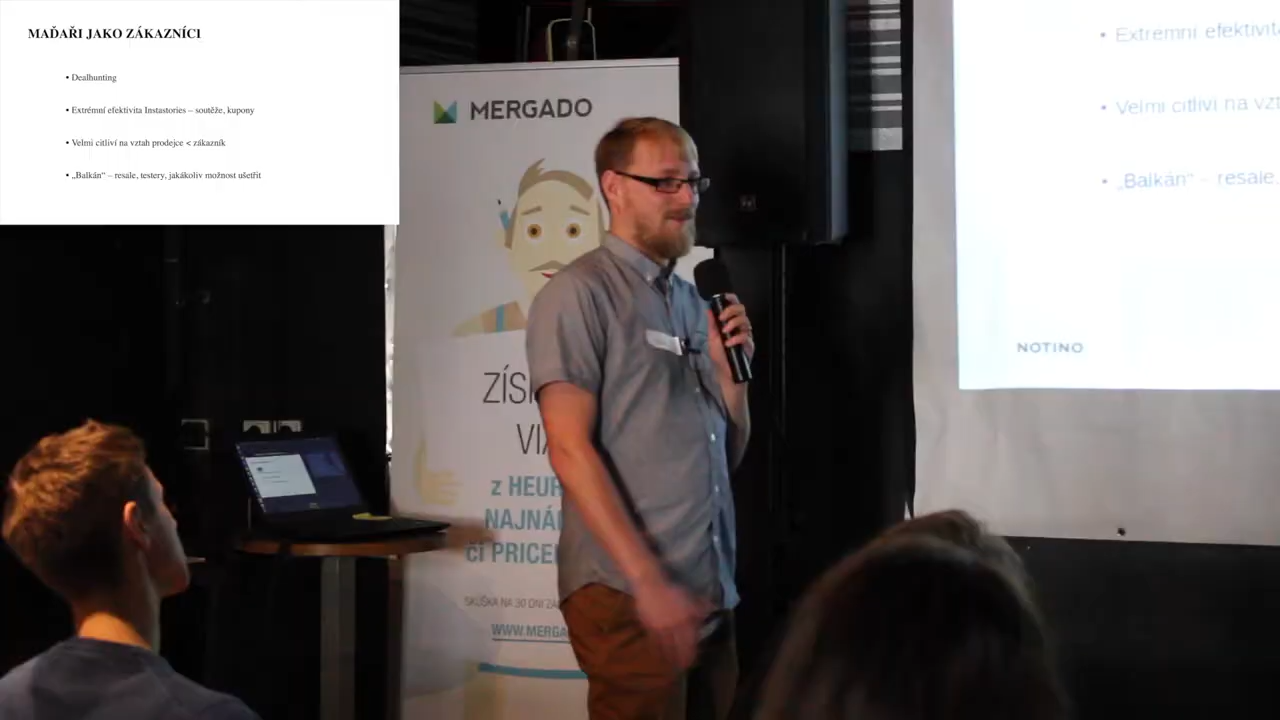 MAĎAŘI JAKO ZÁKAZNÍCI
• Dealhunting
• Extrémní efektivita Instastories – soutěže, kupony
• Velmi citliví na vztah prodejce < zákazník
• „Balkán“ – resale, testery, jakákoliv možnost ušetřit
MERGADO
ZÍS
VIA
z HEUR
NAJNÁ
ČI PRICE
SKÚŠKA NA 30 DNÍ ZA
WWW.MERGA
• Extrémní efektivita
• Velmi citliví na vzt
• „Balkán“ – resale,
NOTINO